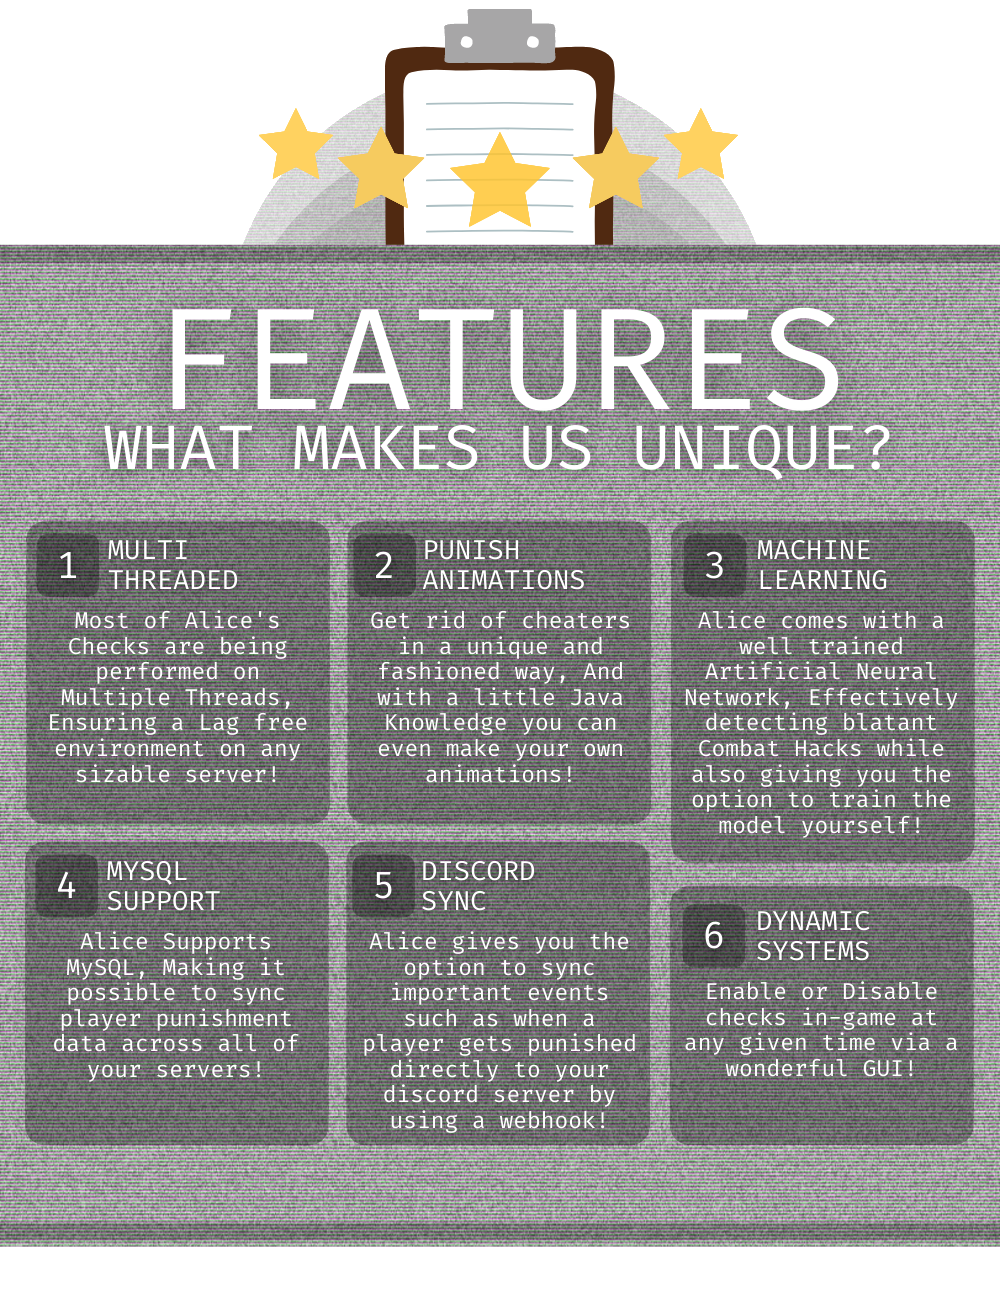 FEATURES
WHAT MAKES US UNIQUE?
1
MULTI
THREADED
Most of Alice's
Checks are being
performed on
Multiple Threads,
Ensuring a Lag free
environment on any
sizable server!
2
PUNISH
ANIMATIONS
Get rid of cheaters
in a unique and
fashioned way, And
with a little Java
Knowledge you can
even make your own
animations!
3
MACHINE
LEARNING
Alice comes with a
well trained
Artificial Neural
Network, Effectively
detecting blatant
Combat Hacks while
also giving you the
option to train the
model yourself!
4
MYSQL
SUPPORT
Alice Supports
MySQL, Making it
possible to sync
player punishment
data across all of
your servers!
5
DISCORD
SYNC
Alice gives you the
option to sync
important events
such as when a
player gets punished
directly to your
discord server by
using a webhook!
6
DYNAMIC
SYSTEMS
Enable or Disable
checks in-game at
any given time via a
wonderful GUI!